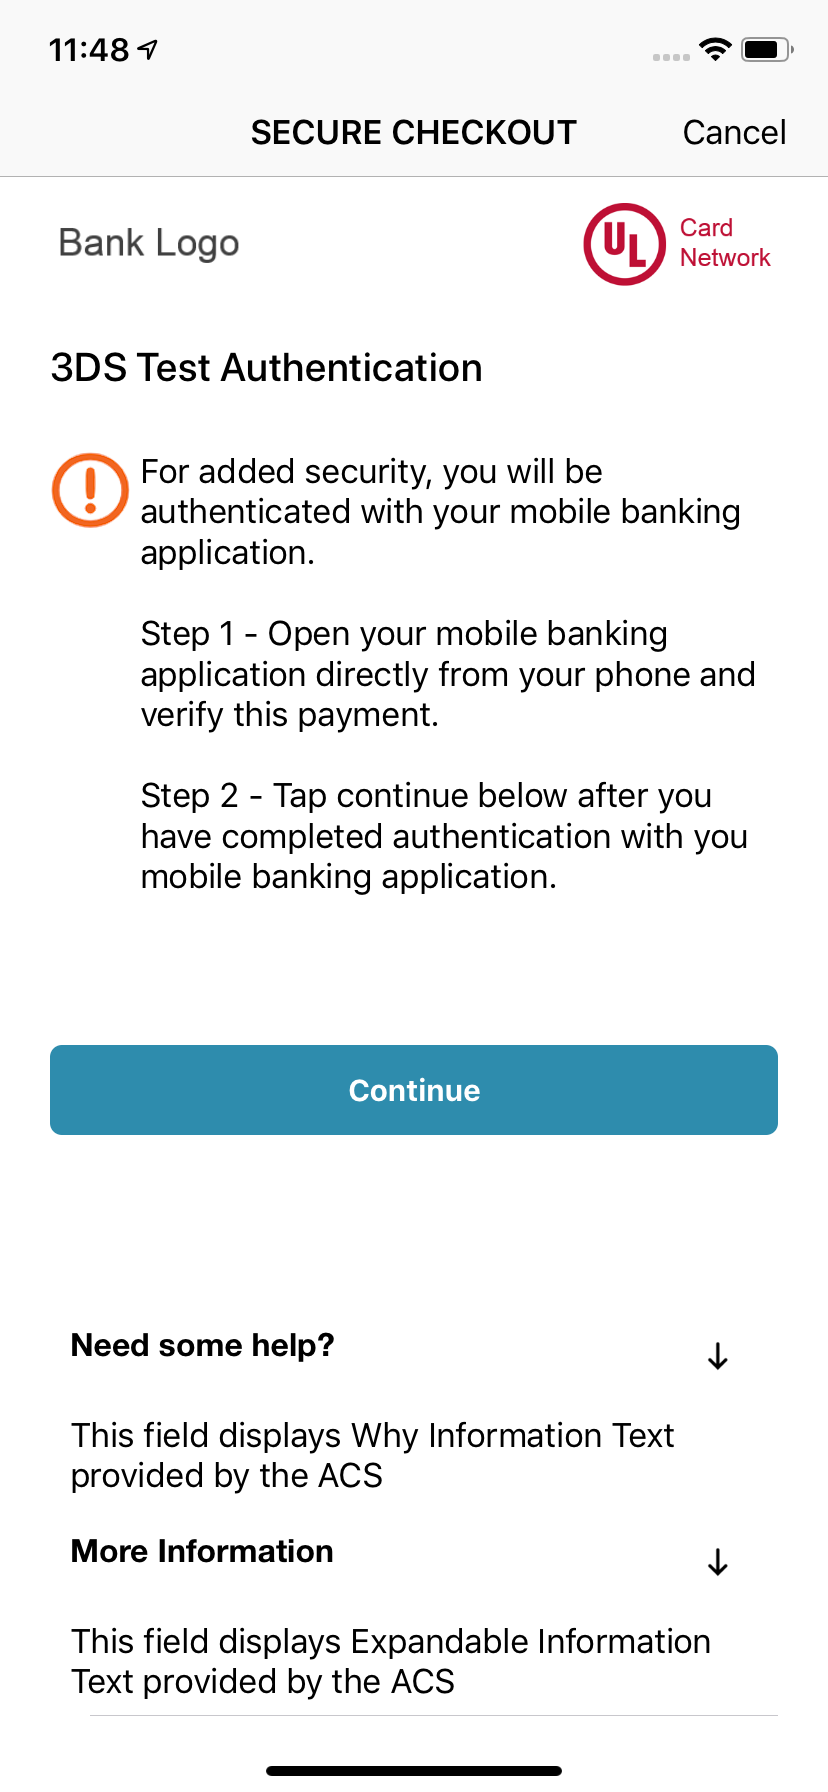 11:48
SECURE CHECKOUT
Cancel
Bank Logo
UL
Card
Network
3DS Test Authentication
For added security, you will be
authenticated with your mobile banking
application.
Step 1 - Open your mobile banking
application directly from your phone and
verify this payment.
Step 2 - Tap continue below after you
have completed authentication with you
mobile banking application.
Continue
Need some help?
This field displays Why Information Text
provided by the ACS
More Information
This field displays Expandable Information
Text provided by the ACS